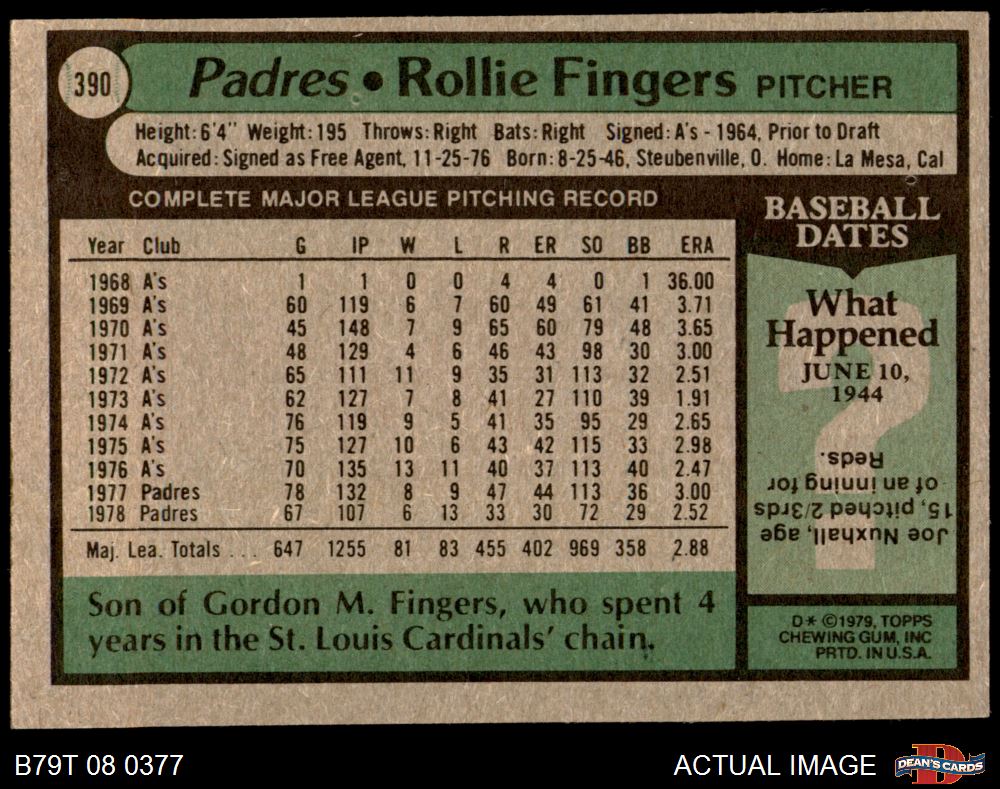 390
Padres • Rollie Fingers PITCHER
Height: 6'4" Weight: 195 Throws: Right Bats: Right Signed: A's - 1964, Prior to Draft
Acquired: Signed as Free Agent, 11-25-76 Born: 8-25-46, Steubenville, O. Home: La Mesa, Cal
COMPLETE MAJOR LEAGUE PITCHING RECORD
Year Club G IP W L R ER SO BB ERA
1968 A's 1 1 0 0 4 4 0 1 36.00
1969 A's 60 119 6 7 60 49 61 41 3.71
1970 A's 45 148 7 9 65 60 79 48 3.65
1971 A's 48 129 4 6 46 43 98 30 3.00
1972 A's 65 111 11 9 35 31 113 32 2.51
1973 A's 62 127 7 8 41 27 110 39 1.91
1974 A's 76 119 9 5 41 35 95 29 2.65
1975 A's 75 127 10 6 43 42 115 33 2.98
1976 A's 70 135 13 11 40 37 113 40 2.47
1977 Padres 78 132 8 9 47 44 113 36 3.00
1978 Padres 67 107 6 13 33 30 72 29 2.52
Maj. Lea. Totals ... 647 1255 81 83 455 402 969 358 2.88
Son of Gordon M. Fingers, who spent 4
years in the St. Louis Cardinals' chain.
BASEBALL
DATES
What
Happened
JUNE 10,
1944
?
Joe Nuxhall, age
15, pitched 2/3rds
of an inning for
Reds.
D* ©1979, TOPPS
CHEWING GUM, INC
PRTD. IN U.S.A.
B79T 08 0377
ACTUAL IMAGE
D
DEAN'S CARDS